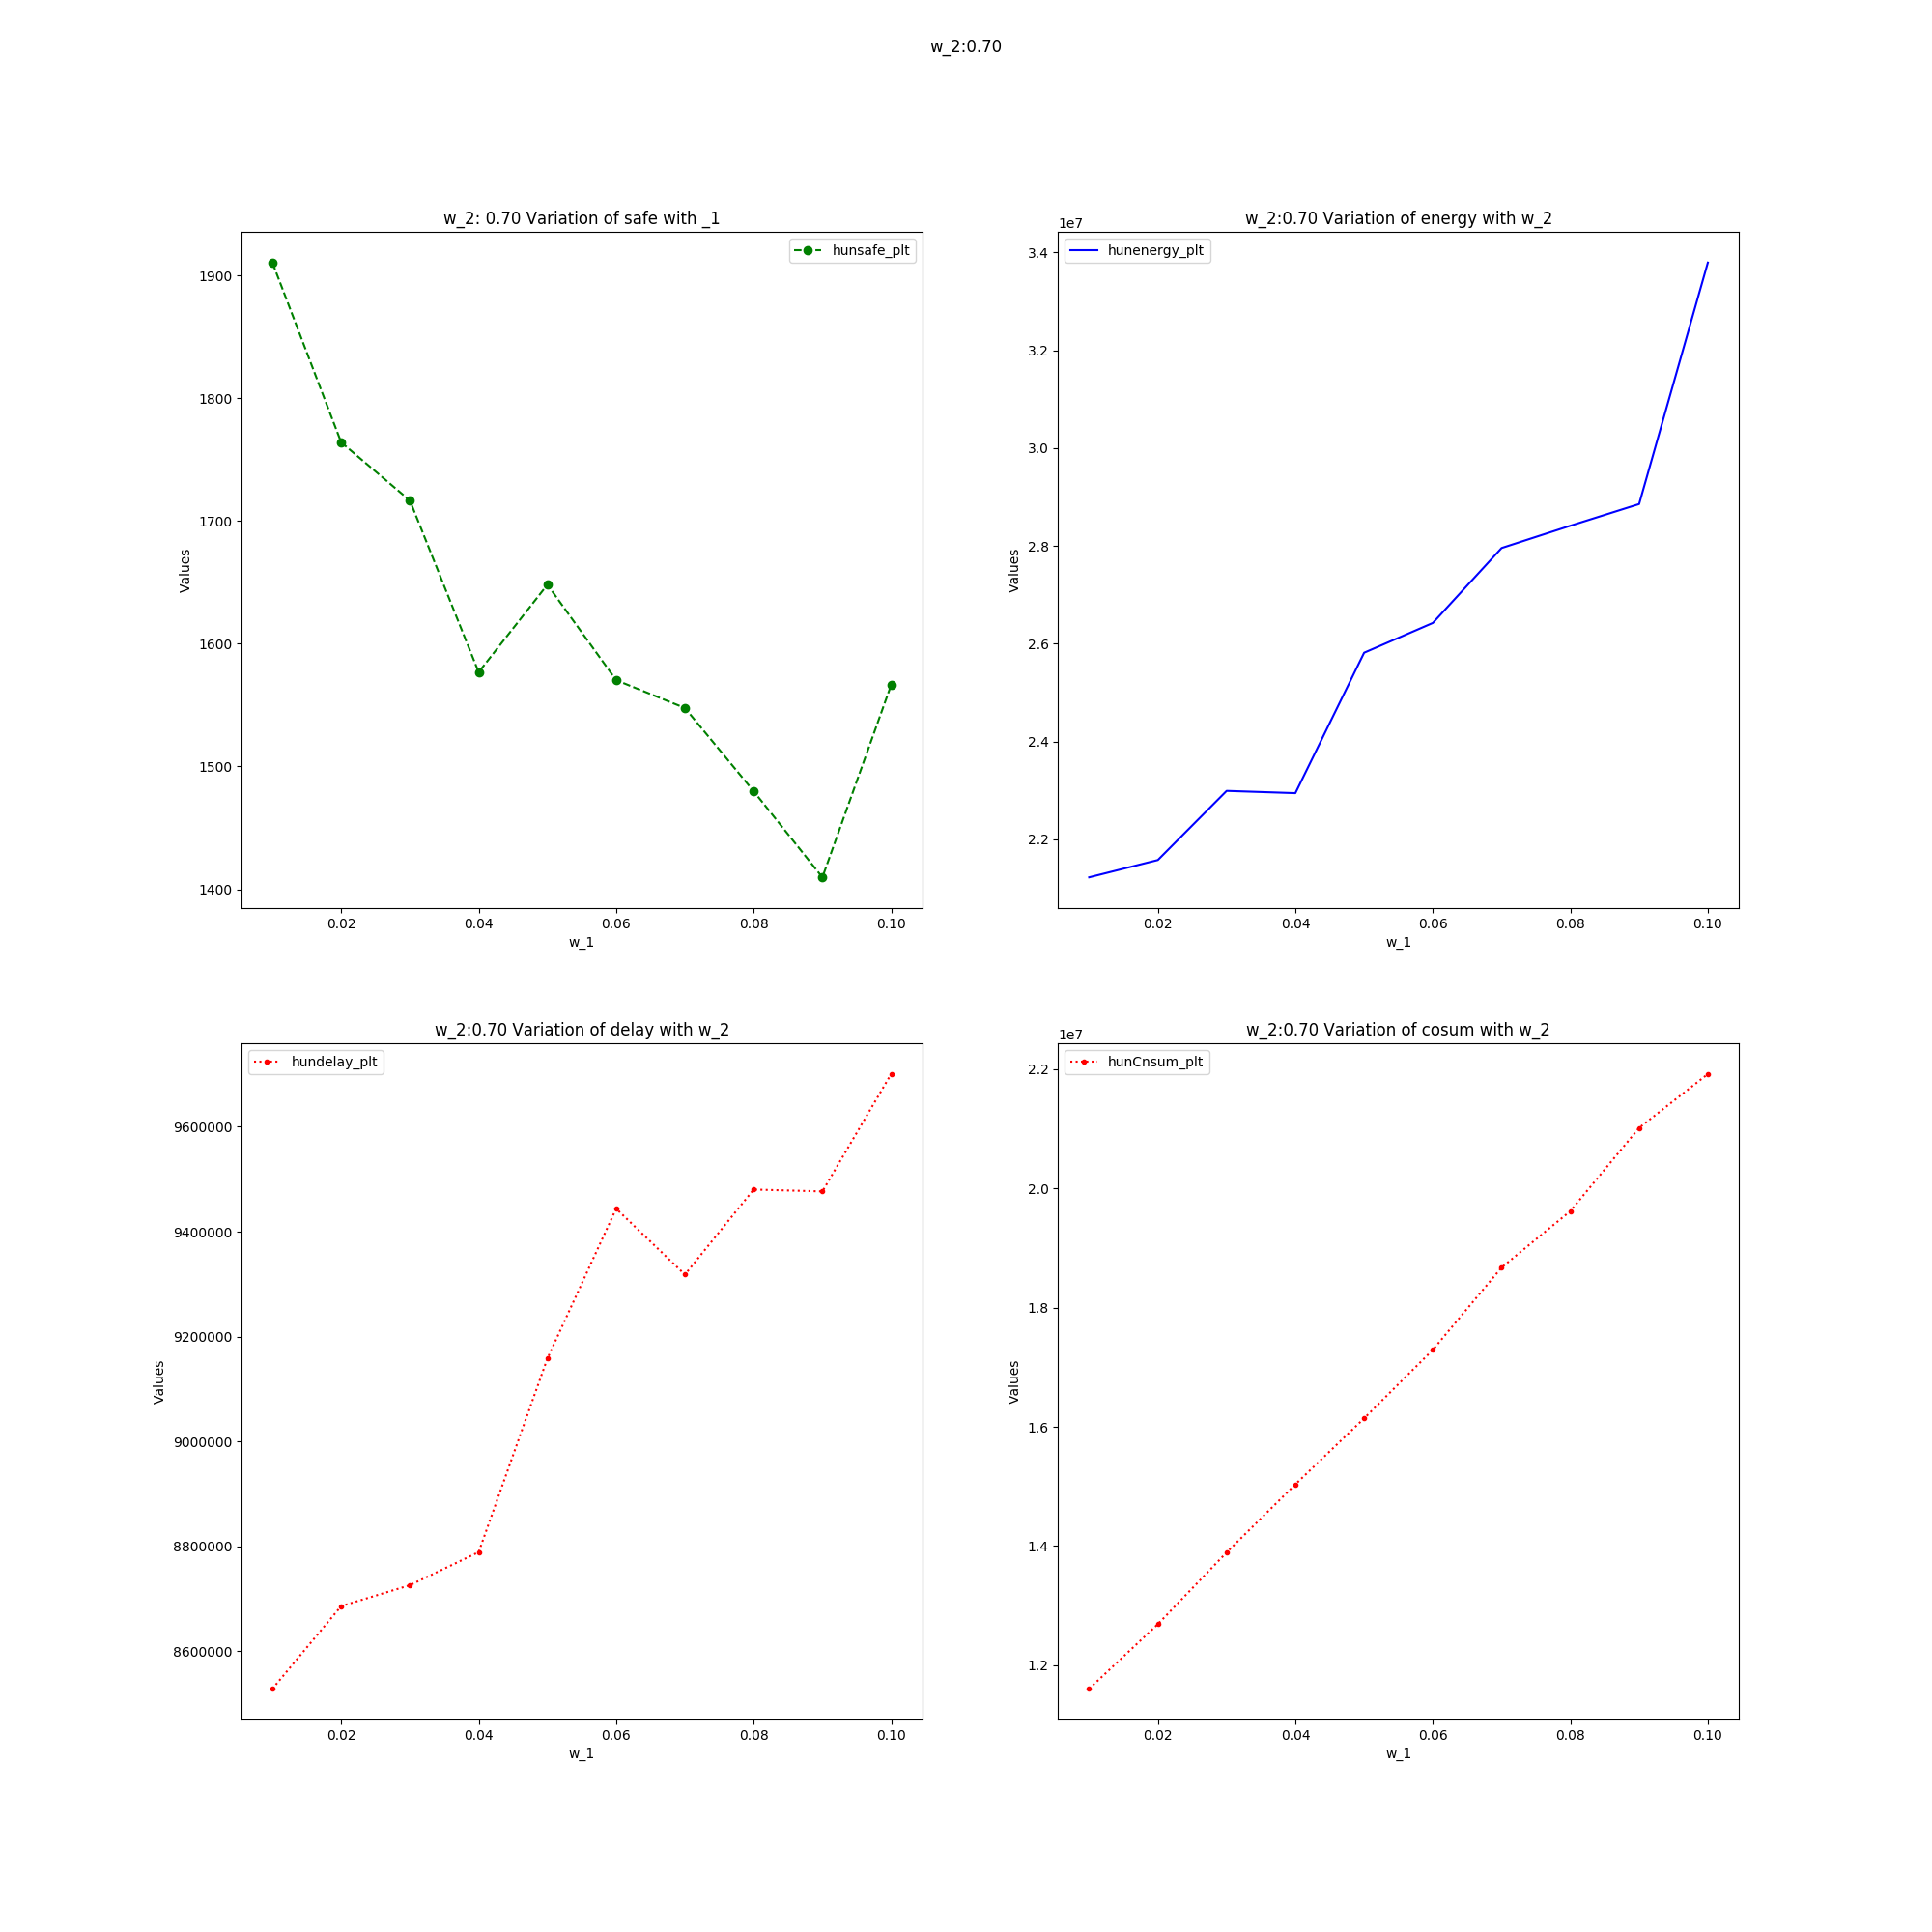 w_2:0.70
w_2: 0.70 Variation of safe with _1
hunsafe_plt
1900
1800
1700
1600
1500
1400
Values
0.02 0.04 0.06 0.08 0.10
w_1
w_2:0.70 Variation of energy with w_2
1e7
hunenergy_plt
3.4
3.2
3.0
2.8
2.6
2.4
2.2
Values
0.02 0.04 0.06 0.08 0.10
w_1
w_2:0.70 Variation of delay with w_2
hundelay_plt
9600000
9400000
9200000
9000000
8800000
8600000
Values
0.02 0.04 0.06 0.08 0.10
w_1
w_2:0.70 Variation of cosum with w_2
1e7
hunCnsum_plt
2.2
2.0
1.8
1.6
1.4
1.2
Values
0.02 0.04 0.06 0.08 0.10
w_1